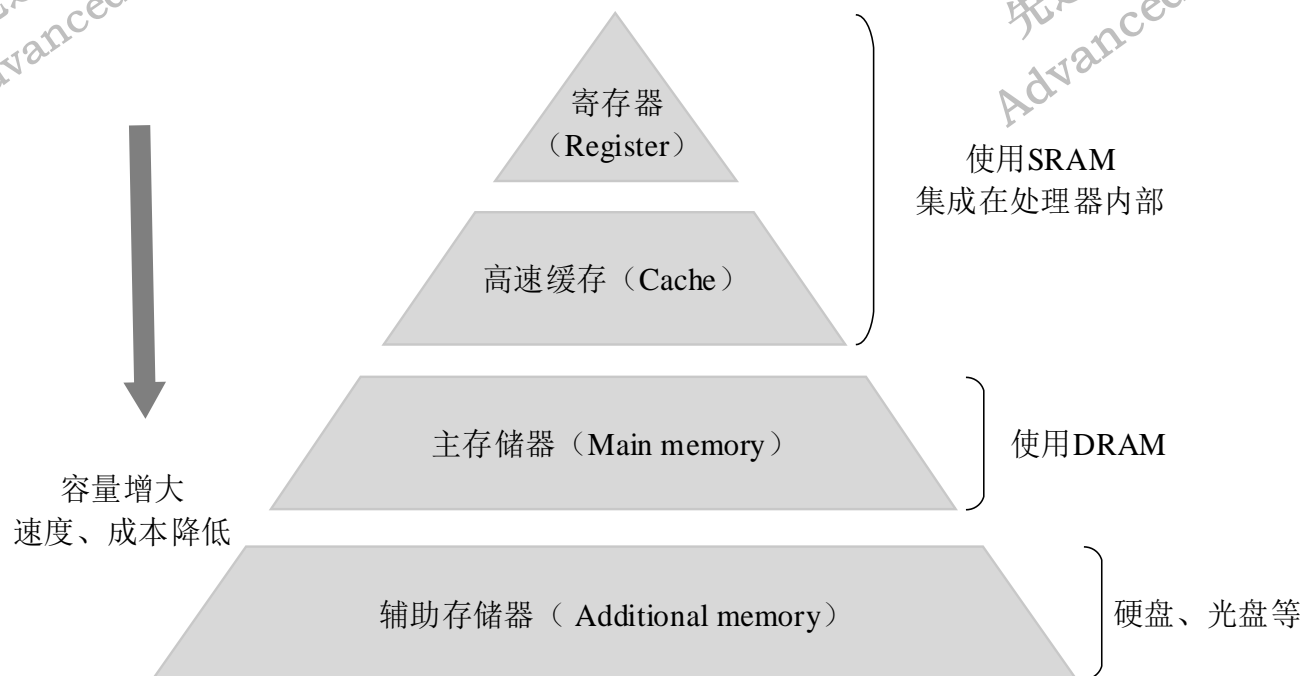 寄存器
（Register）
使用SRAM
集成在处理器内部
高速缓存（Cache）
主存储器（Main memory）
使用DRAM
容量增大
速度、成本降低
辅助存储器（ Additional memory）
硬盘、光盘等
Advanced